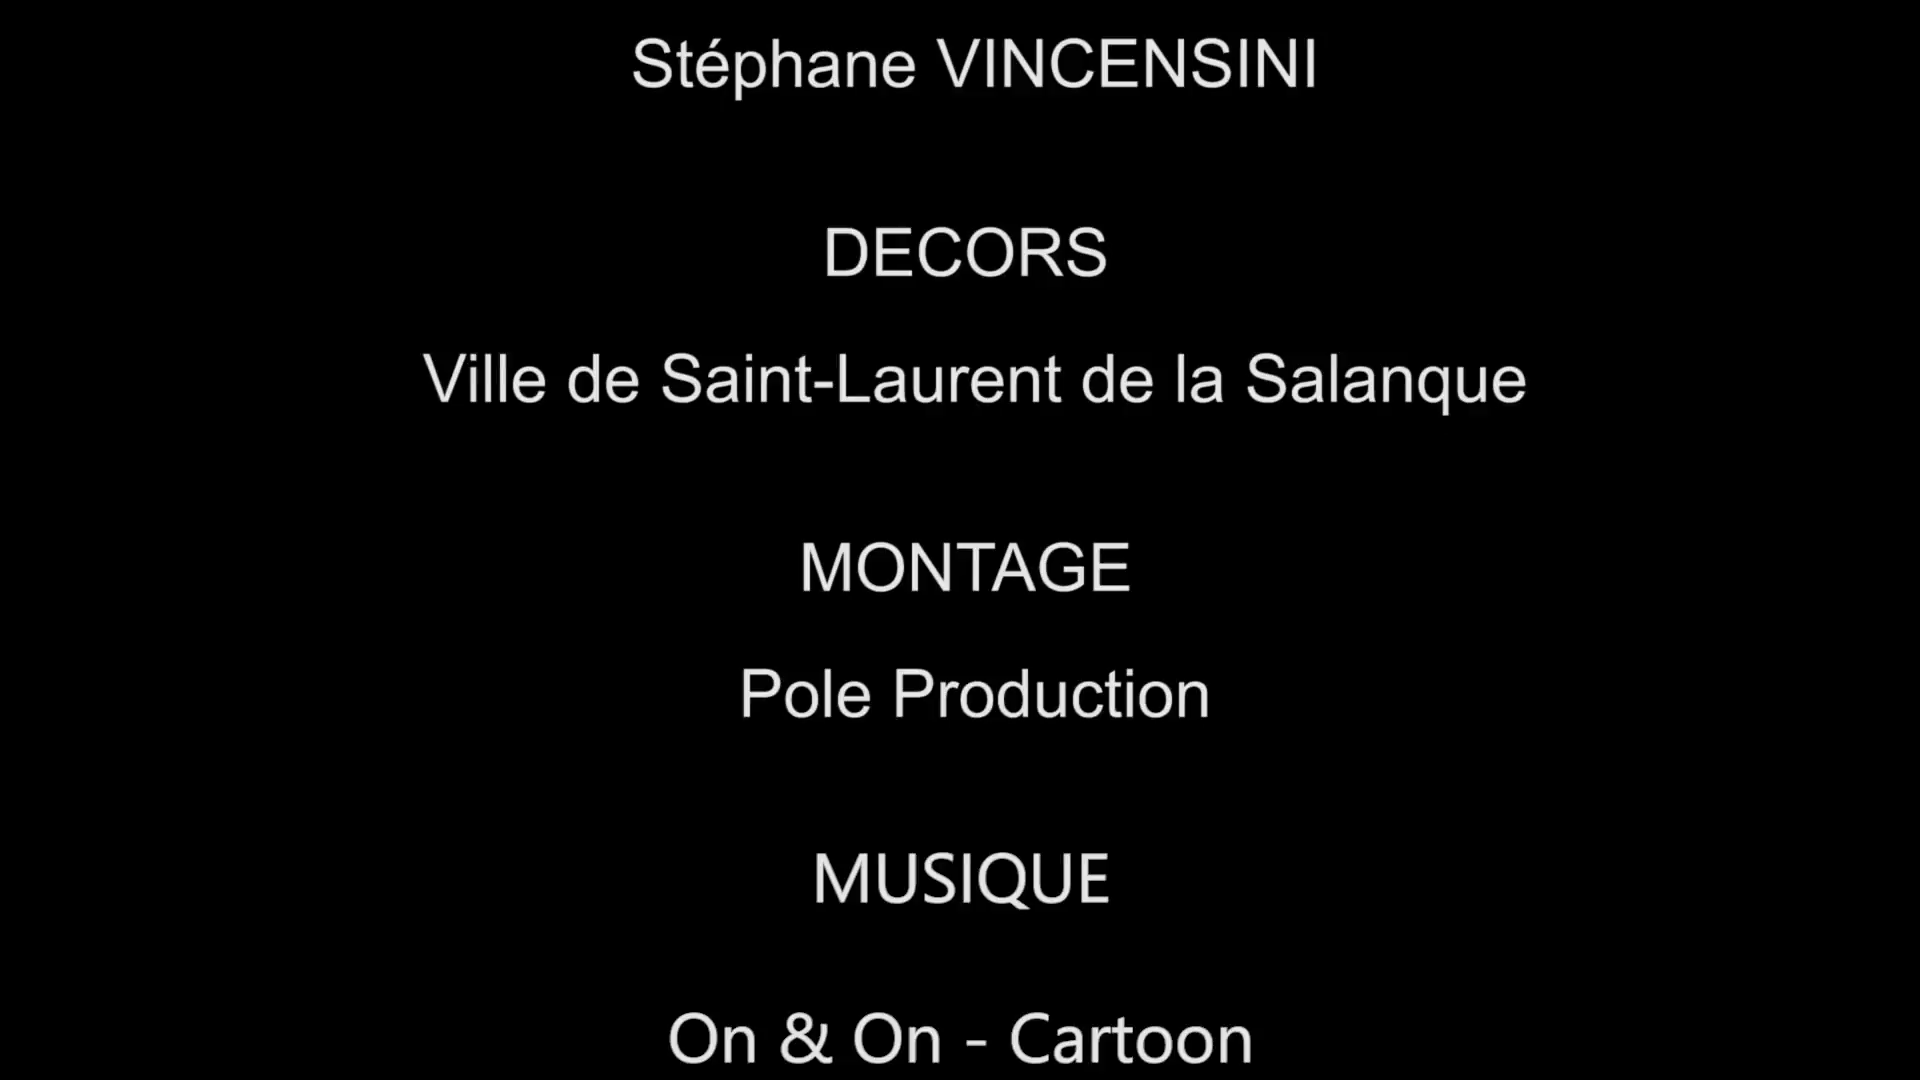 Stéphane VINCENSINI
DECORS
Ville de Saint-Laurent de la Salanque
MONTAGE
Pole Production
MUSIQUE
On & On - Cartoon